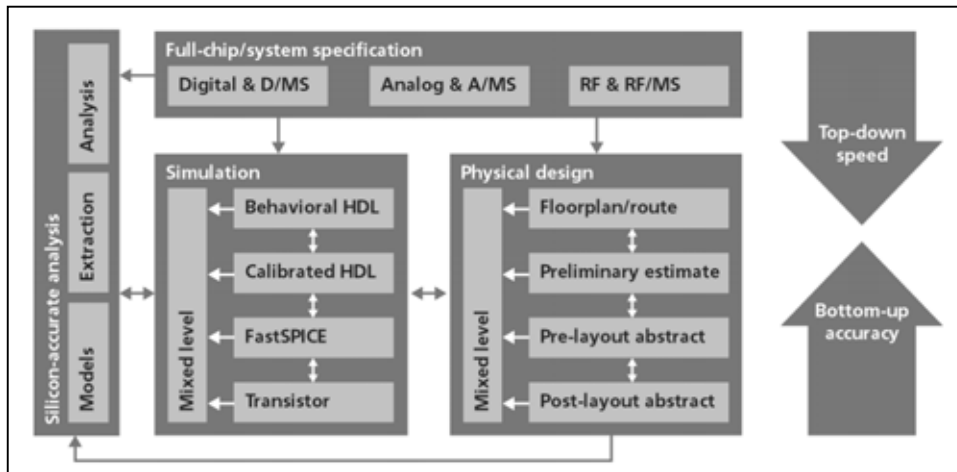 Full-chip/system specification
Digital & D/MS
Analog & A/MS
RF & RF/MS
Silicon-accurate analysis
Analysis
Extraction
Models
Simulation
Mixed level
Behavioral HDL
Calibrated HDL
FastSPICE
Transistor
Physical design
Mixed level
Floorplan/route
Preliminary estimate
Pre-layout abstract
Post-layout abstract
Top-down
speed
Bottom-up
accuracy